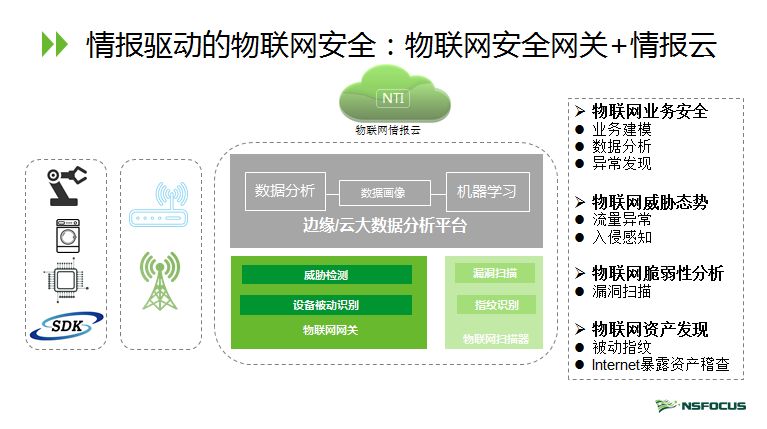 情报驱动的物联网安全：物联网安全网关+情报云
NTI
物联网情报云
数据分析
数据画像
机器学习
边缘/云大数据分析平台
威胁检测
设备被动识别
物联网网关
漏洞扫描
指纹识别
物联网扫描器
SDK
物联网业务安全
业务建模
数据分析
异常发现
物联网威胁态势
流量异常
入侵感知
物联网脆弱性分析
漏洞扫描
物联网资产发现
被动指纹
Internet暴露资产稽查
NSFOCUS